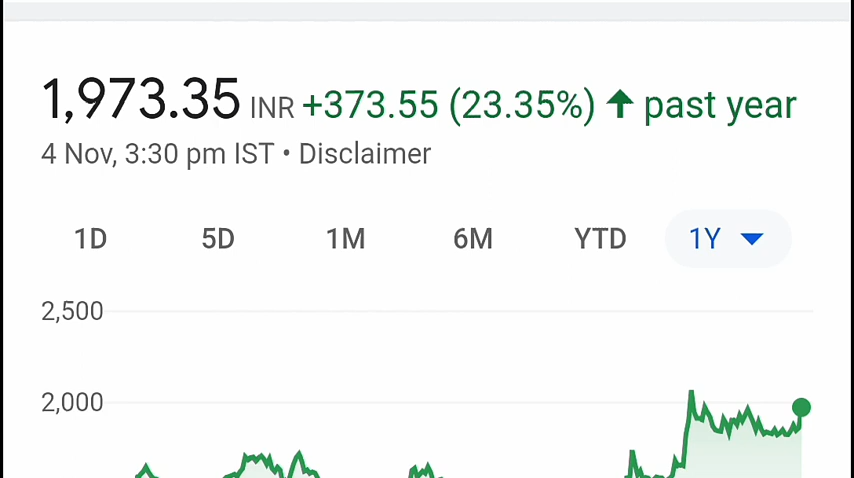 1,973.35 INR +373.55 (23.35%) ↑ past year
4 Nov, 3:30 pm IST • Disclaimer
1D 5D 1M 6M YTD 1Y
2,500
2,000